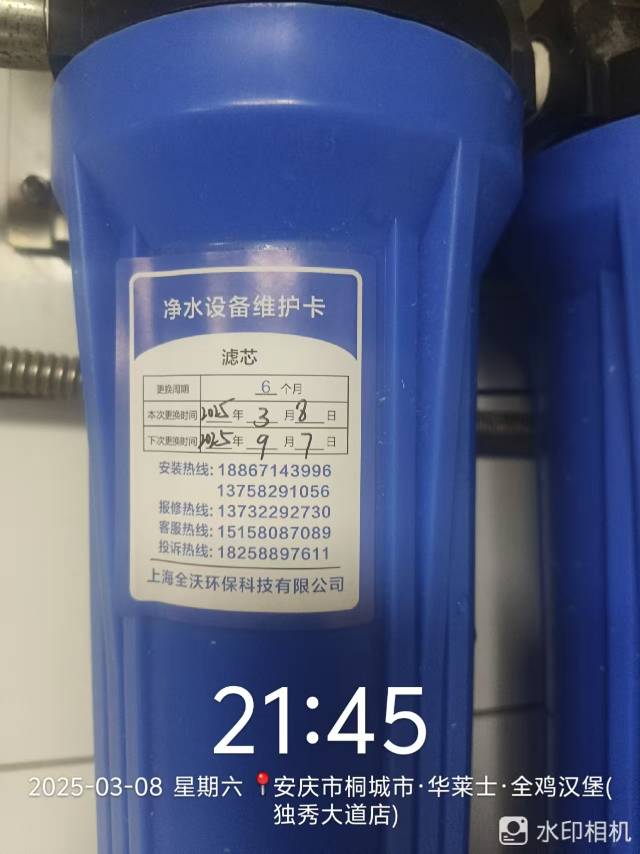 净水设备维护卡
滤芯
更换周期 6 个月
本次更换时间 2025 年 3 月 8 日
下次更换时间 2025 年 9 月 7 日
安装热线: 18867143996
13758291056
报修热线: 13732292730
客服热线: 15158087089
投诉热线: 18258897611
上海全沃环保科技有限公司
21:45
2025-03-08 星期六 安庆市桐城市·华莱士·全鸡汉堡(
独秀大道店)
水印相机